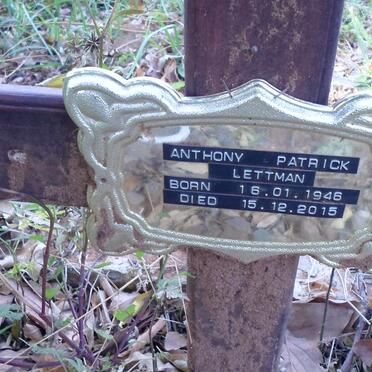 ANTHONY PATRICK
LETTMAN
BORN 16.01.1946
DIED 15.12.2015